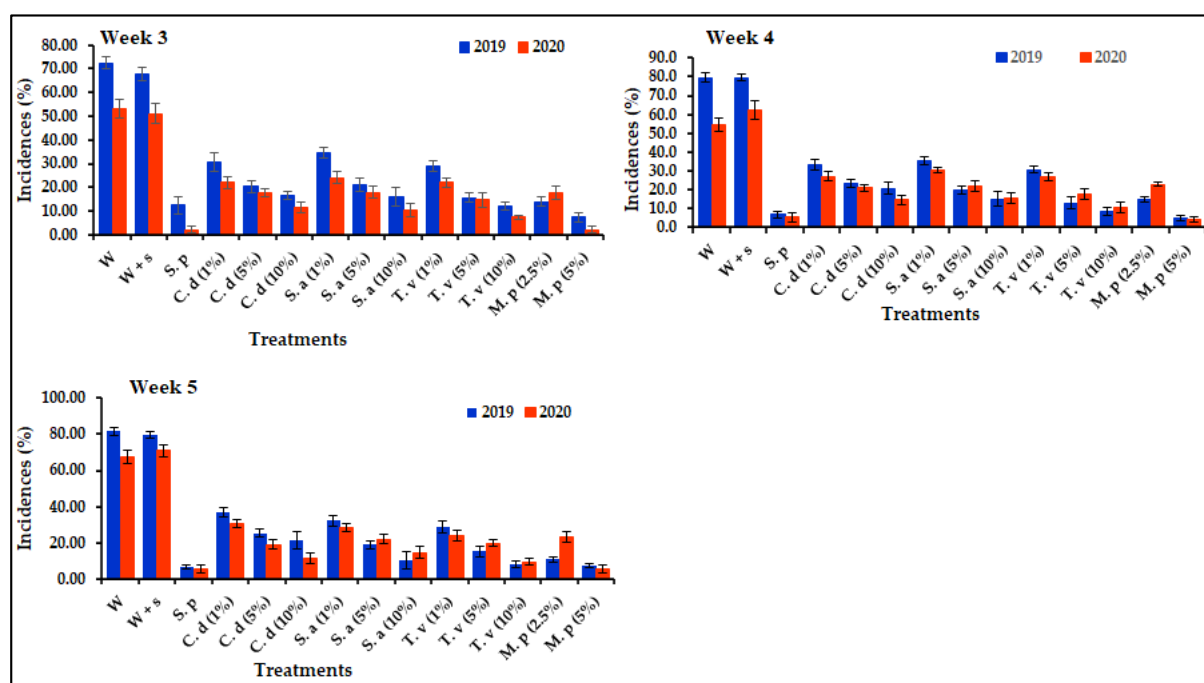 Week 3
2019
2020
80.00
70.00
60.00
50.00
40.00
30.00
20.00
10.00
0.00
Incidences (%)
W
W + s
S. p
C. d (1%)
C. d (5%)
C. d (10%)
S. a (1%)
S. a (5%)
S. a (10%)
T. v (1%)
T. v (5%)
T. v (10%)
M. p (2.5%)
M. p (5%)
Treatments
Week 4
2019
2020
90.0
80.0
70.0
60.0
50.0
40.0
30.0
20.0
10.0
0.0
Incidences (%)
W
W + s
S. p
C. d (1%)
C. d (5%)
C. d (10%)
S. a (1%)
S. a (5%)
S. a (10%)
T. v (1%)
T. v (5%)
T. v (10%)
M. p (2.5%)
M. p (5%)
Treatments
Week 5
2019
2020
100.00
80.00
60.00
40.00
20.00
0.00
Incidences (%)
W
W + s
S. p
C. d (1%)
C. d (5%)
C. d (10%)
S. a (1%)
S. a (5%)
S. a (10%)
T. v (1%)
T. v (5%)
T. v (10%)
M. p (2.5%)
M. p (5%)
Treatments